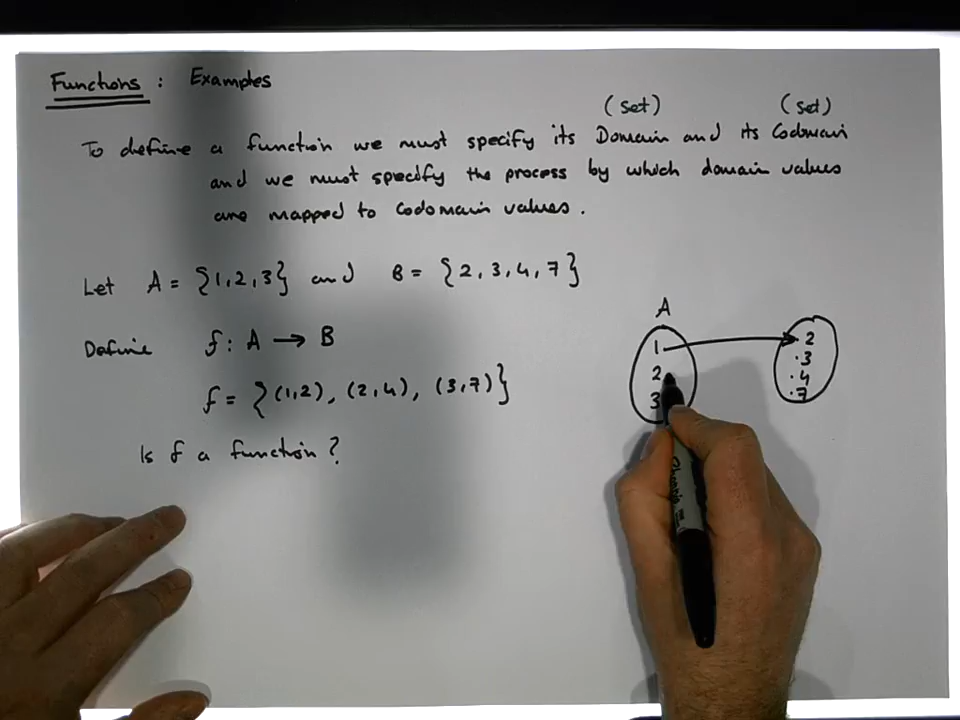 Functions : Examples
(set) (set)
To define a function we must specify its Domain and its Codomain
and we must specify the process by which domain values
are mapped to Codomain values.
Let A = {1,2,3} and B = {2, 3, 4, 7}
Define f : A → B
f = {(1,2), (2,4), (3,7)}
Is f a function?
A
1
2
3
2
.3
.4
.7